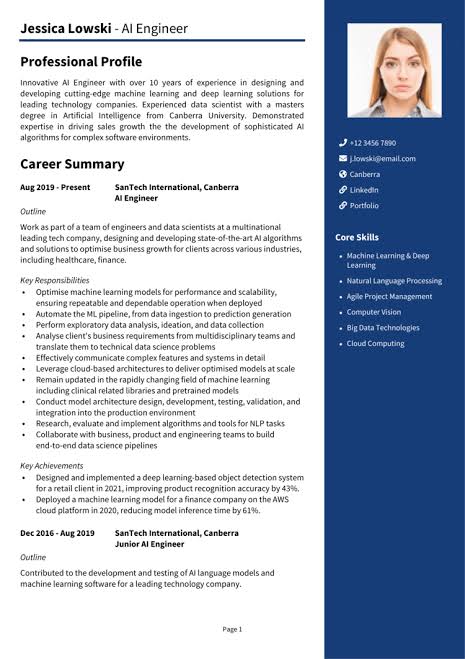 Jessica Lowski - AI Engineer
Professional Profile
Innovative AI Engineer with over 10 years of experience in designing and
developing cutting-edge machine learning and deep learning solutions for
leading technology companies. Experienced data scientist with a masters
degree in Artificial Intelligence from Canberra University. Demonstrated
expertise in driving sales growth the the development of sophisticated AI
algorithms for complex software environments.
Career Summary
Aug 2019 - Present SanTech International, Canberra
AI Engineer
Outline
Work as part of a team of engineers and data scientists at a multinational
leading tech company, designing and developing state-of-the-art AI algorithms
and solutions to optimise business growth for clients across various industries,
including healthcare, finance.
Key Responsibilities
• Optimise machine learning models for performance and scalability,
ensuring repeatable and dependable operation when deployed
• Automate the ML pipeline, from data ingestion to prediction generation
• Perform exploratory data analysis, ideation, and data collection
• Analyse client's business requirements from multidisciplinary teams and
translate them to technical data science problems
• Effectively communicate complex features and systems in detail
• Leverage cloud-based architectures to deliver optimised models at scale
• Remain updated in the rapidly changing field of machine learning
including clinical related libraries and pretrained models
• Conduct model architecture design, development, testing, validation, and
integration into the production environment
• Research, evaluate and implement algorithms and tools for NLP tasks
• Collaborate with business, product and engineering teams to build
end-to-end data science pipelines
Key Achievements
• Designed and implemented a deep learning-based object detection system
for a retail client in 2021, improving product recognition accuracy by 43%.
• Deployed a machine learning model for a finance company on the AWS
cloud platform in 2020, reducing model inference time by 61%.
Dec 2016 - Aug 2019 SanTech International, Canberra
Junior AI Engineer
Outline
Contributed to the development and testing of AI language models and
machine learning software for a leading technology company.
Page 1
+12 3456 7890
j.lowski@email.com
Canberra
LinkedIn
Portfolio
Core Skills
• Machine Learning & Deep
Learning
• Natural Language Processing
• Agile Project Management
• Computer Vision
• Big Data Technologies
• Cloud Computing